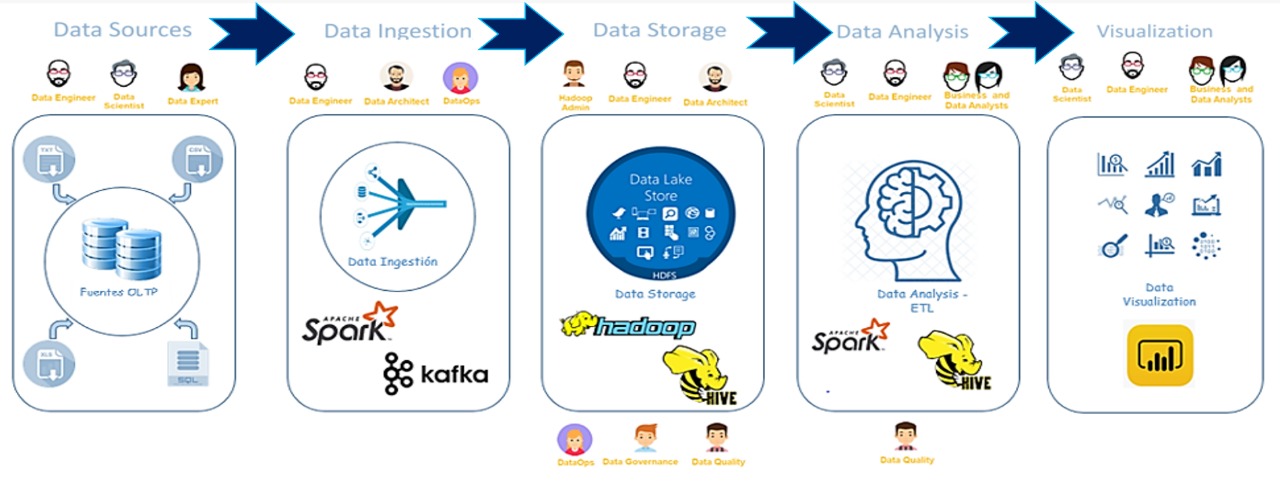 Data Sources
Data Ingestion
Data Storage
Data Analysis
Visualization
Data Engineer
Data
Scientist
Data Expert
Data Engineer
Data Architect
DataOps
Hadoop
Admin
Data Engineer
Data Architect
Data
Scientist
Data Engineer
Business and
Data Analysts
Data
Scientist
Data Engineer
Business and
Data Analysts
TXT
CSV
Fuentes OLTP
XLS
SQL
Data Ingestión
APACHE
Spark
kafka
Data Lake
Store
HDFS
Data Storage
hadoop
HIVE
Data Analysis -
ETL
APACHE
Spark
HIVE
Data
Visualization
DataOps
Data Governance
Data Quality
Data Quality